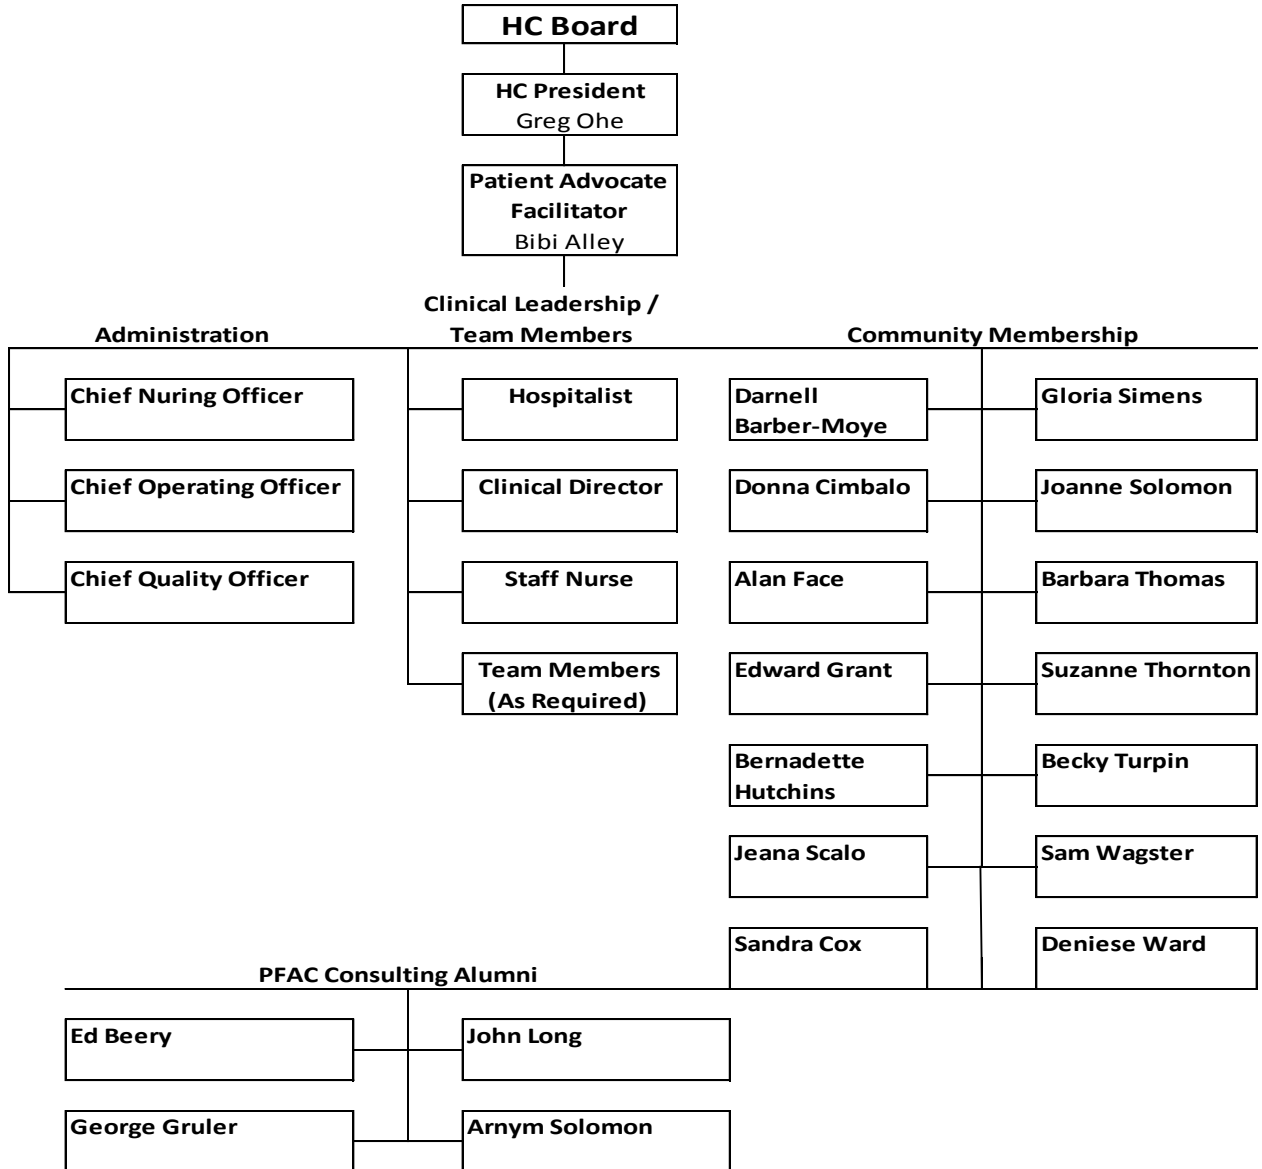 HC Board
HC President
Greg Ohe
Patient Advocate
Facilitator
Bibi Alley
Clinical Leadership /
Team Members
Administration
Community Membership
Chief Nuring Officer
Chief Operating Officer
Chief Quality Officer
Hospitalist
Clinical Director
Staff Nurse
Team Members
(As Required)
Darnell
Barber-Moye
Donna Cimbalo
Alan Face
Edward Grant
Bernadette
Hutchins
Jeana Scalo
Sandra Cox
Gloria Simens
Joanne Solomon
Barbara Thomas
Suzanne Thornton
Becky Turpin
Sam Wagster
Deniese Ward
PFAC Consulting Alumni
Ed Beery
John Long
George Gruler
Arnym Solomon